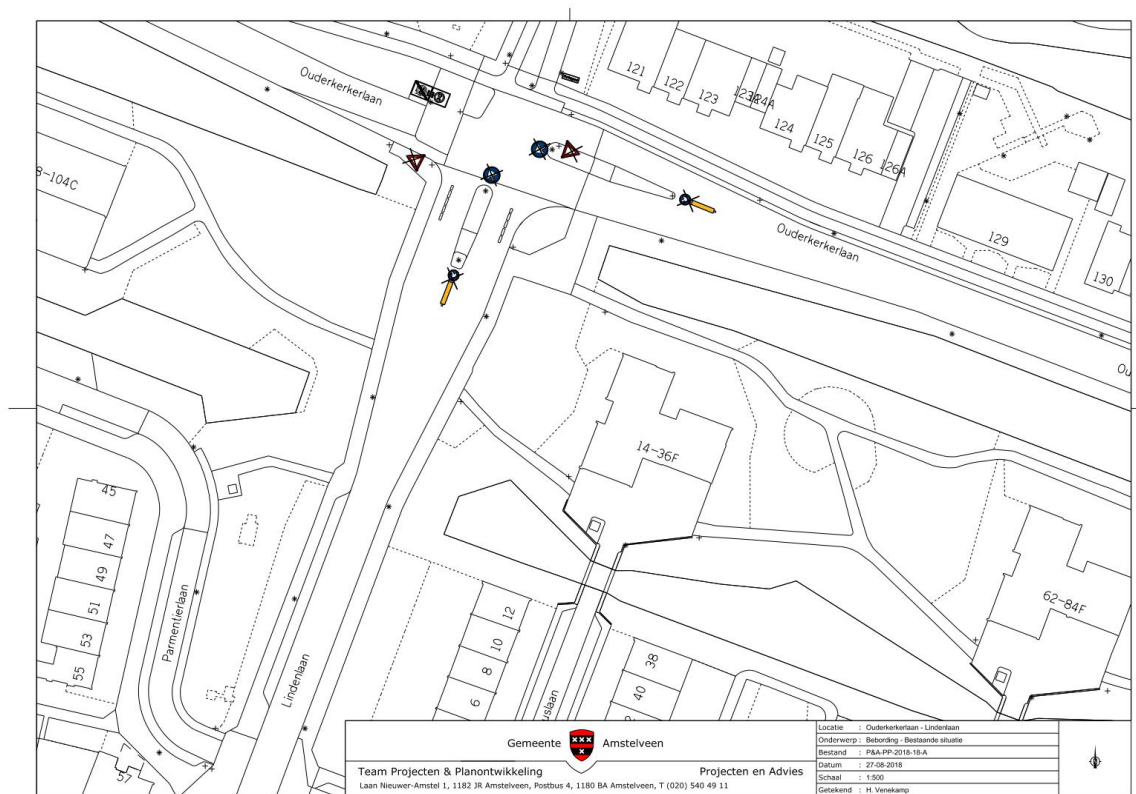 Ouderkerkerlaan
121
122
123
124
125
126
126A
8-104C
129
130
Ouderkerkerlaan
14-36F
45
47
49
51
53
55
57
Parmentierlaan
Lindenlaan
12
10
8
6
38
40
62-84F
Gemeente Amstelveen
Team Projecten & Planontwikkeling Projecten en Advies
Laan Nieuwer-Amstel 1, 1182 JR Amstelveen, Postbus 4, 1180 BA Amstelveen, T (020) 540 49 11
Locatie : Ouderkerkerlaan - Lindenlaan
Onderwerp : Bebording - Bestaande situatie
Bestand : P&A-PP-2018-18-A
Datum : 27-08-2018
Schaal : 1:500
Getekend : H. Venekamp